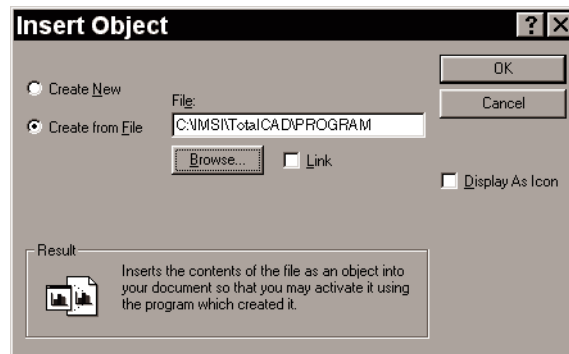 Insert Object
OK
Create New
File:
Cancel
Create from File
C:\IMSI\TotalCAD\PROGRAM
Browse...
Link
Display As Icon
Result
Inserts the contents of the file as an object into
your document so that you may activate it using
the program which created it.